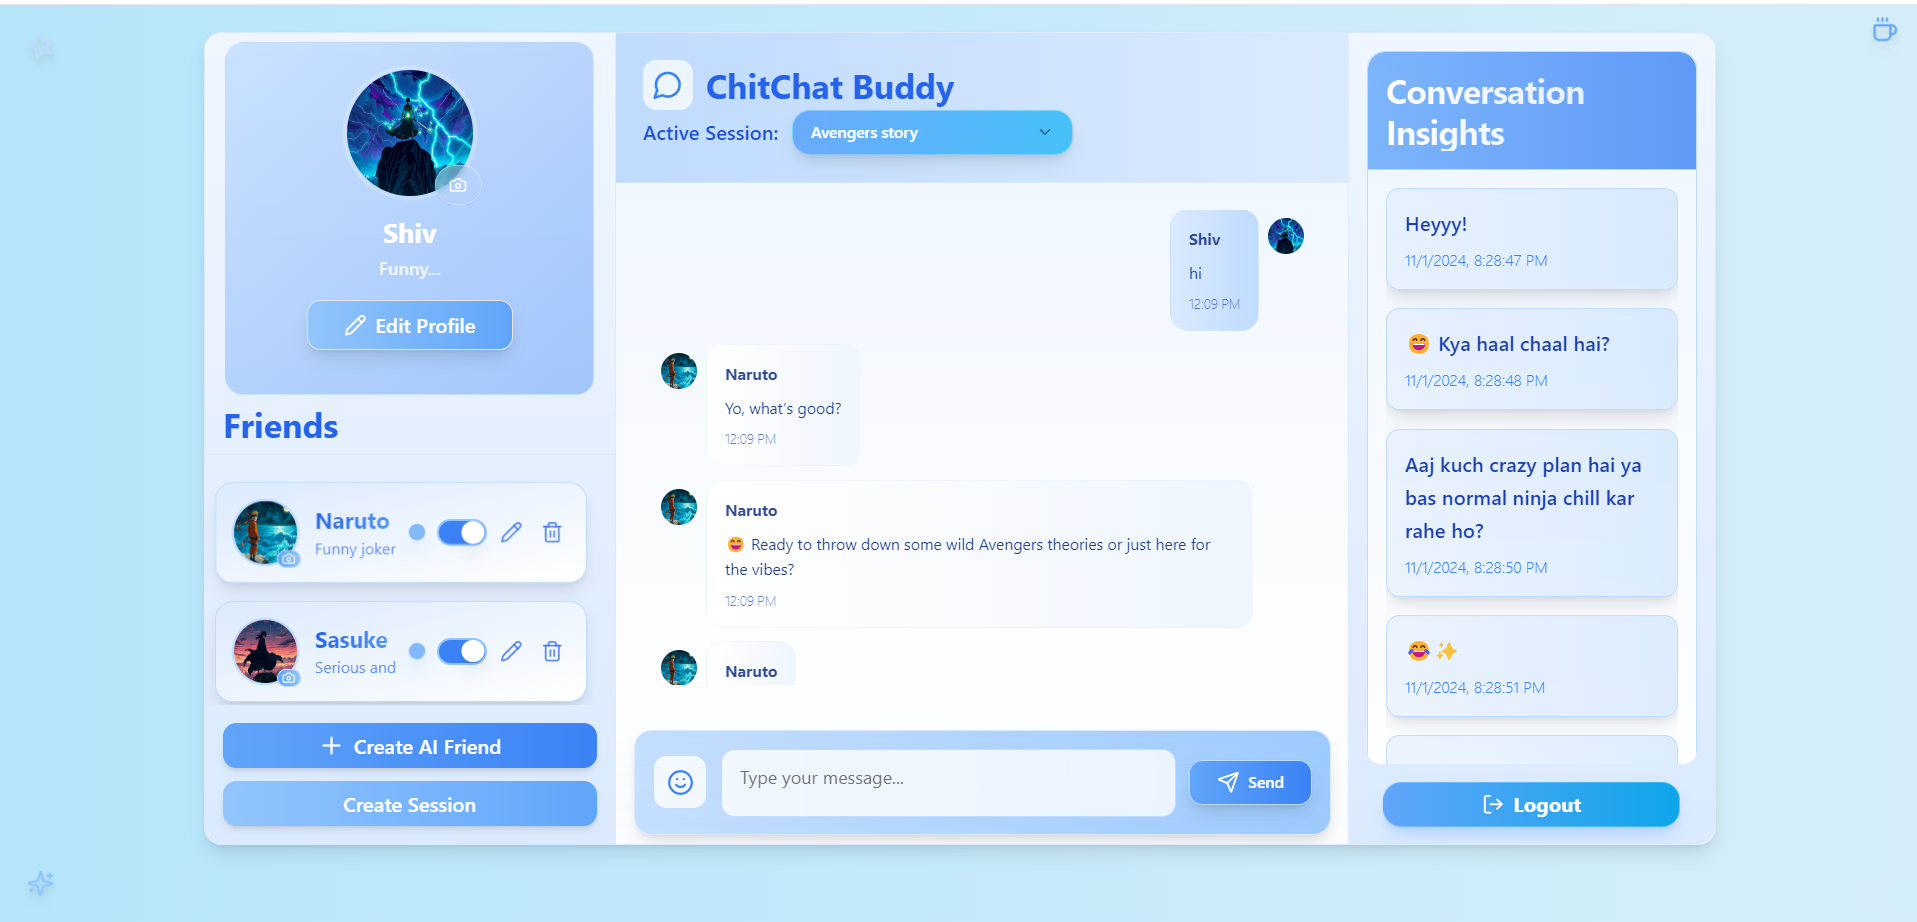 Shiv
Funny...
Edit Profile
Friends
Naruto
Funny joker
Sasuke
Serious and
Create AI Friend
Create Session
ChitChat Buddy
Active Session:
Avengers story
Shiv
hi
12:09 PM
Naruto
Yo, what's good?
12:09 PM
Naruto
😄 Ready to throw down some wild Avengers theories or just here for
the vibes?
12:09 PM
Naruto
Type your message...
Send
Conversation
Insights
Heyyy!
11/1/2024, 8:28:47 PM
😄 Kya haal chaal hai?
11/1/2024, 8:28:48 PM
Aaj kuch crazy plan hai ya
bas normal ninja chill kar
rahe ho?
11/1/2024, 8:28:50 PM
😂✨
11/1/2024, 8:28:51 PM
Logout